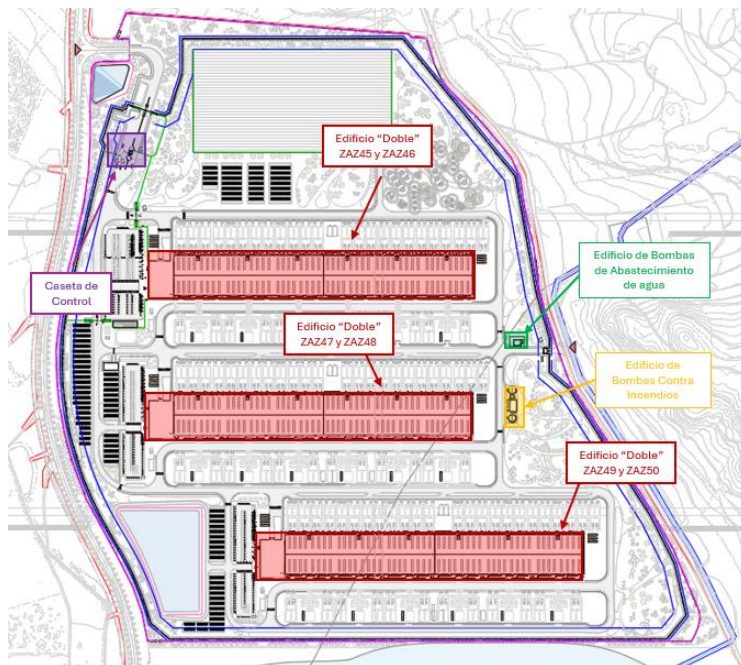 Edificio “Doble”
ZAZ45 y ZAZ46
Edificio de Bombas
de Abastecimiento
de agua
Caseta de
Control
Edificio “Doble”
ZAZ47 y ZAZ48
Edificio de
Bombas Contra
Incendios
Edificio “Doble”
ZAZ49 y ZAZ50